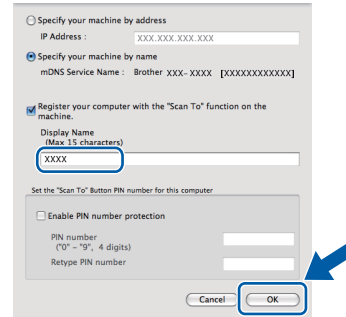 Specify your machine by address
IP Address : XXX.XXX.XXX.XXX
Specify your machine by name
mDNS Service Name : Brother XXX-XXXX [XXXXXXXXXXXX]
Register your computer with the "Scan To" function on the
machine.
Display Name
(Max 15 characters)
XXXX
Set the "Scan To" Button PIN number for this computer
Enable PIN number protection
PIN number
("0" - "9", 4 digits)
Retype PIN number
Cancel OK